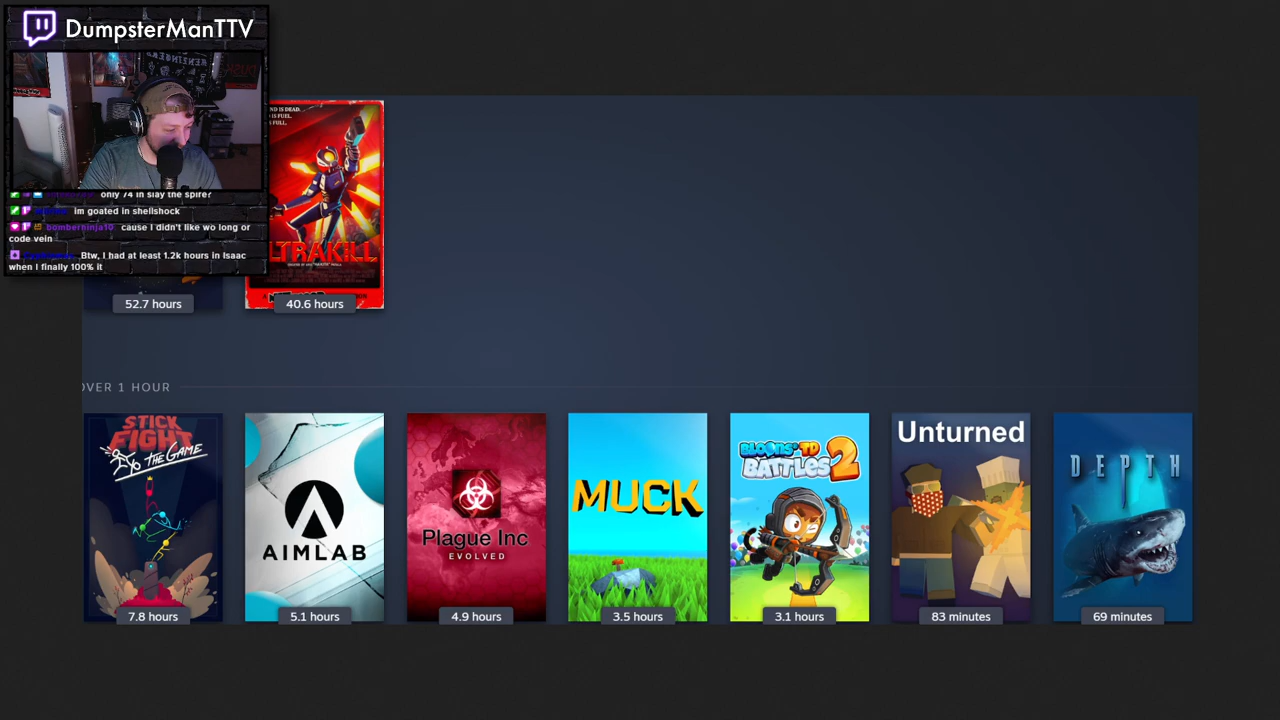 DumpsterManTTV
only 74 in slay the spire?
im goated in shellshock
bomberninja10 cause I didn't like wo long or
code vein
Btw, I had at least 1.2k hours in Isaac
when I finally 100% it
IS FUEL.
FULL.
ULTRAKILL
52.7 hours
40.6 hours
OVER 1 HOUR
STICK
FIGHT
THE GAME
AIMLAB
Plague Inc
EVOLVED
MUCK
BLOONS TD
BATTLES 2
Unturned
DEPTH
7.8 hours
5.1 hours
4.9 hours
3.5 hours
3.1 hours
83 minutes
69 minutes